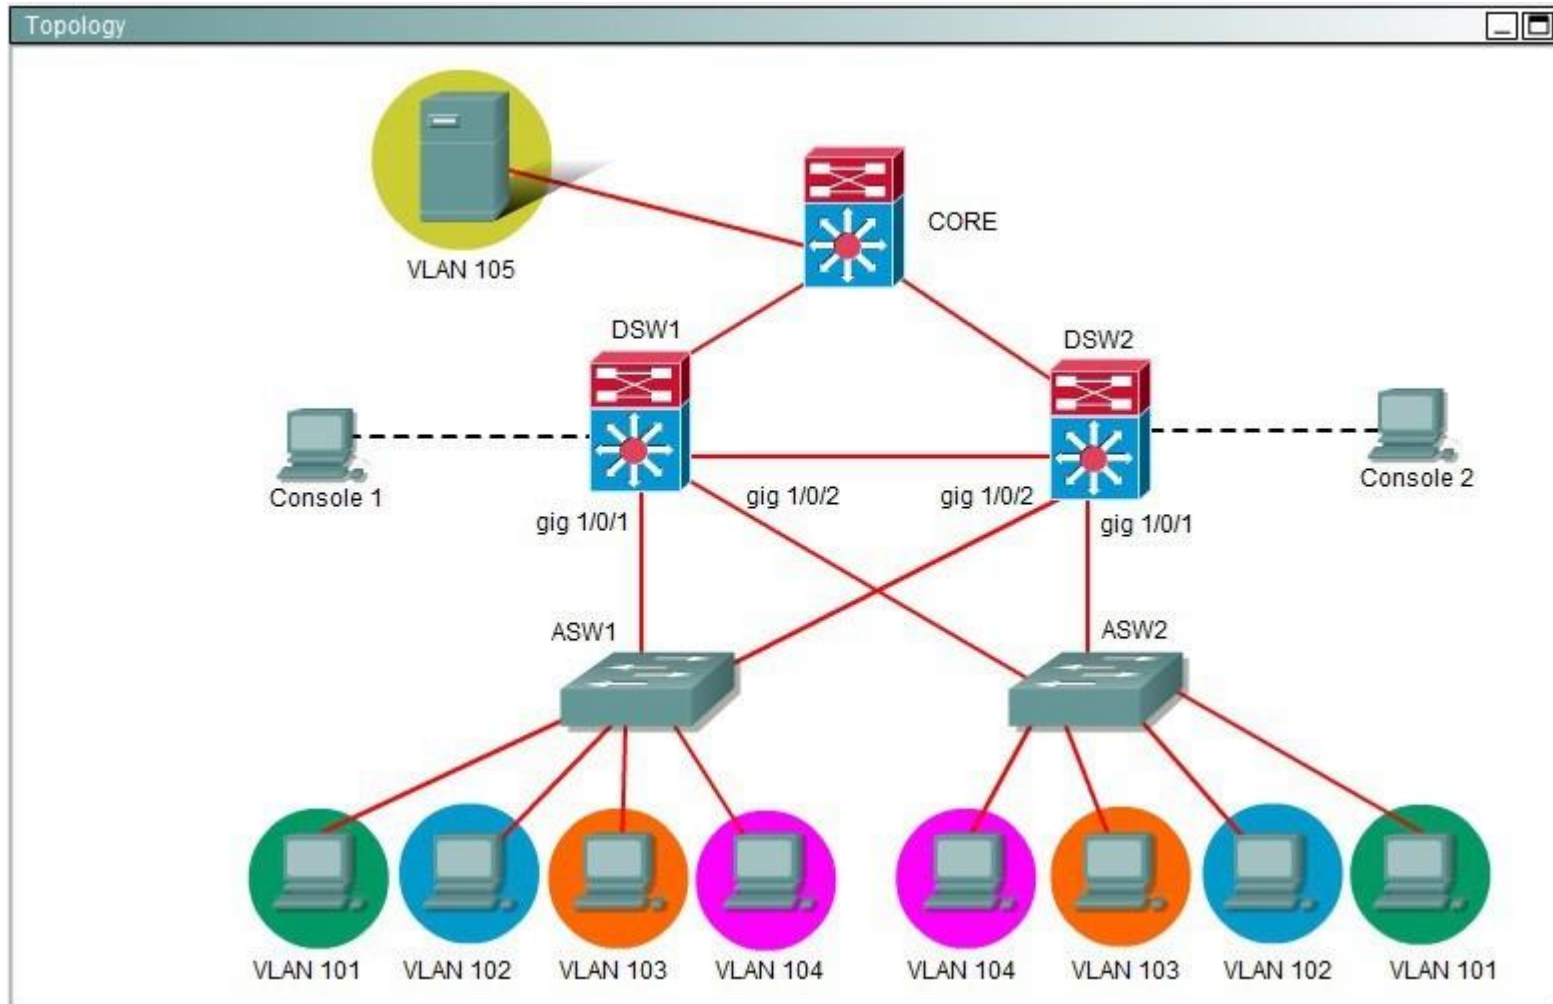 Topology
CORE
VLAN 105
DSW1
DSW2
Console 1
Console 2
gig 1/0/1
gig 1/0/2
gig 1/0/2
gig 1/0/1
ASW1
ASW2
VLAN 101
VLAN 102
VLAN 103
VLAN 104
VLAN 104
VLAN 103
VLAN 102
VLAN 101